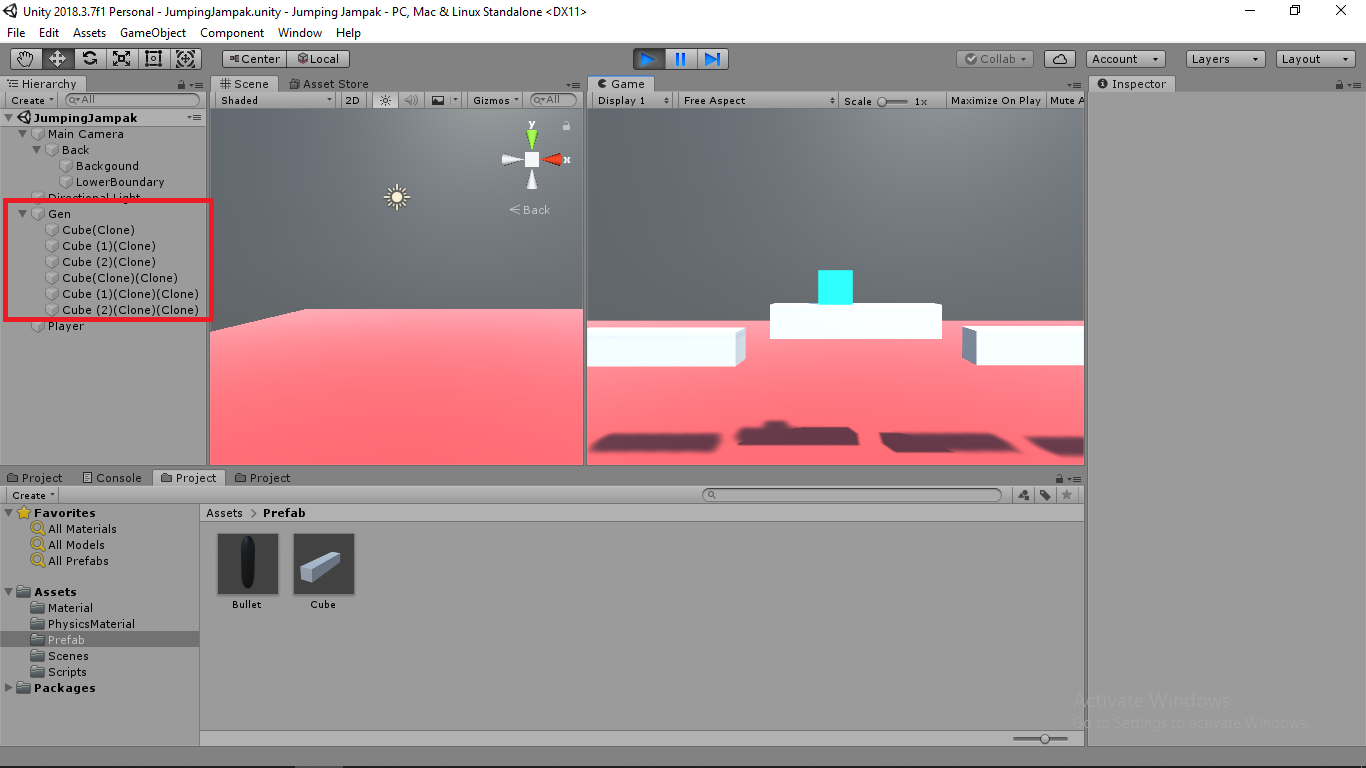 Unity 2018.3.7f1 Personal - JumpingJampak.unity - Jumping Jampak - PC, Mac & Linux Standalone <DX11>
File Edit Assets GameObject Component Window Help
Center Local Collab Account Layers Layout
Hierarchy
Create All
JumpingJampak
Main Camera
Back
Backgound
LowerBoundary
Directional Light
Gen
Cube(Clone)
Cube (1)(Clone)
Cube (2)(Clone)
Cube(Clone)(Clone)
Cube (1)(Clone)(Clone)
Cube (2)(Clone)(Clone)
Player
Scene Asset Store
Shaded 2D Gizmos All
y
x
Back
Game
Display 1 Free Aspect Scale 1x Maximize On Play Mute A
Inspector
Project Console Project Project
Create
Favorites
All Materials
All Models
All Prefabs
Assets
Material
PhysicsMaterial
Prefab
Scenes
Scripts
Packages
Assets > Prefab
Bullet Cube
Activate Windows
Go to Settings to activate Windows.